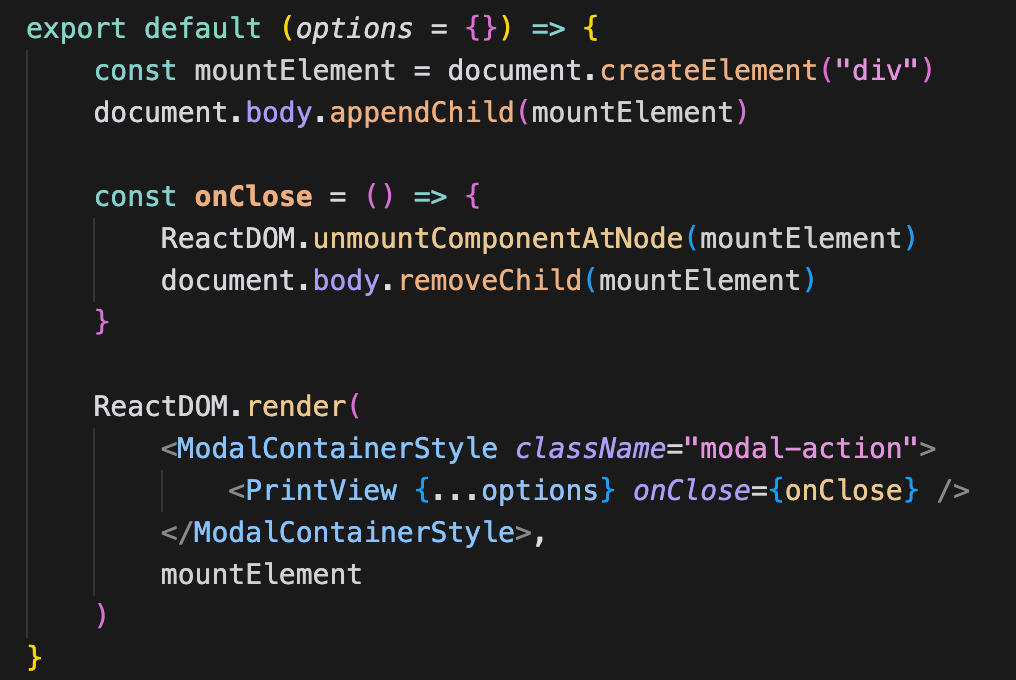 export default (options = {}) => {
    const mountElement = document.createElement("div")
    document.body.appendChild(mountElement)

    const onClose = () => {
        ReactDOM.unmountComponentAtNode(mountElement)
        document.body.removeChild(mountElement)
    }

    ReactDOM.render(
        <ModalContainerStyle className="modal-action">
            <PrintView {...options} onClose={onClose} />
        </ModalContainerStyle>,
        mountElement
    )
}